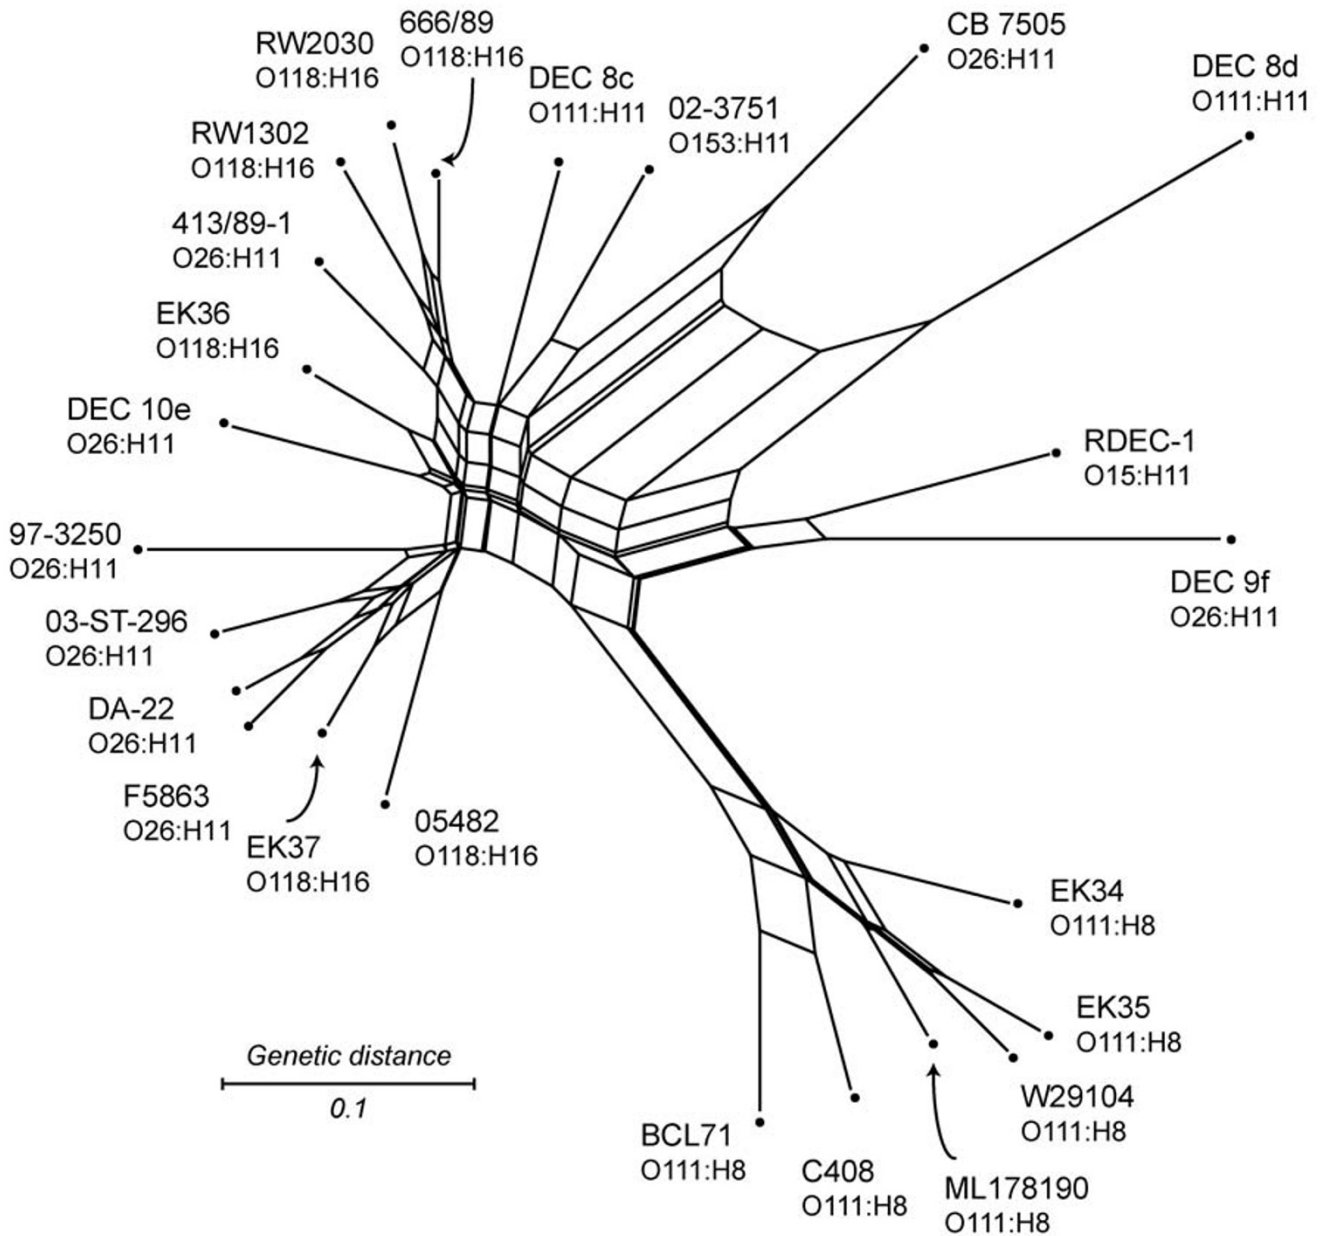 666/89
O118:H16
RW2030
O118:H16
CB 7505
O26:H11
DEC 8d
O111:H11
DEC 8c
O111:H11
02-3751
O153:H11
RW1302
O118:H16
413/89-1
O26:H11
EK36
O118:H16
DEC 10e
O26:H11
RDEC-1
O15:H11
97-3250
O26:H11
DEC 9f
O26:H11
03-ST-296
O26:H11
DA-22
O26:H11
F5863
O26:H11
EK37
O118:H16
05482
O118:H16
EK34
O111:H8
EK35
O111:H8
W29104
O111:H8
ML178190
O111:H8
C408
O111:H8
BCL71
O111:H8
Genetic distance
0.1